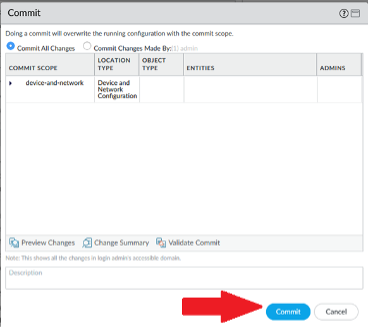 Commit
Doing a commit will overwrite the running configuration with the commit scope.
Commit All Changes Commit Changes Made By:(1) admin
COMMIT SCOPE LOCATION TYPE OBJECT TYPE ENTITIES ADMINS
device-and-network Device and Network Configuration
Preview Changes Change Summary Validate Commit
Note: This shows all the changes in login admin's accessible domain.
Description
Commit Cancel